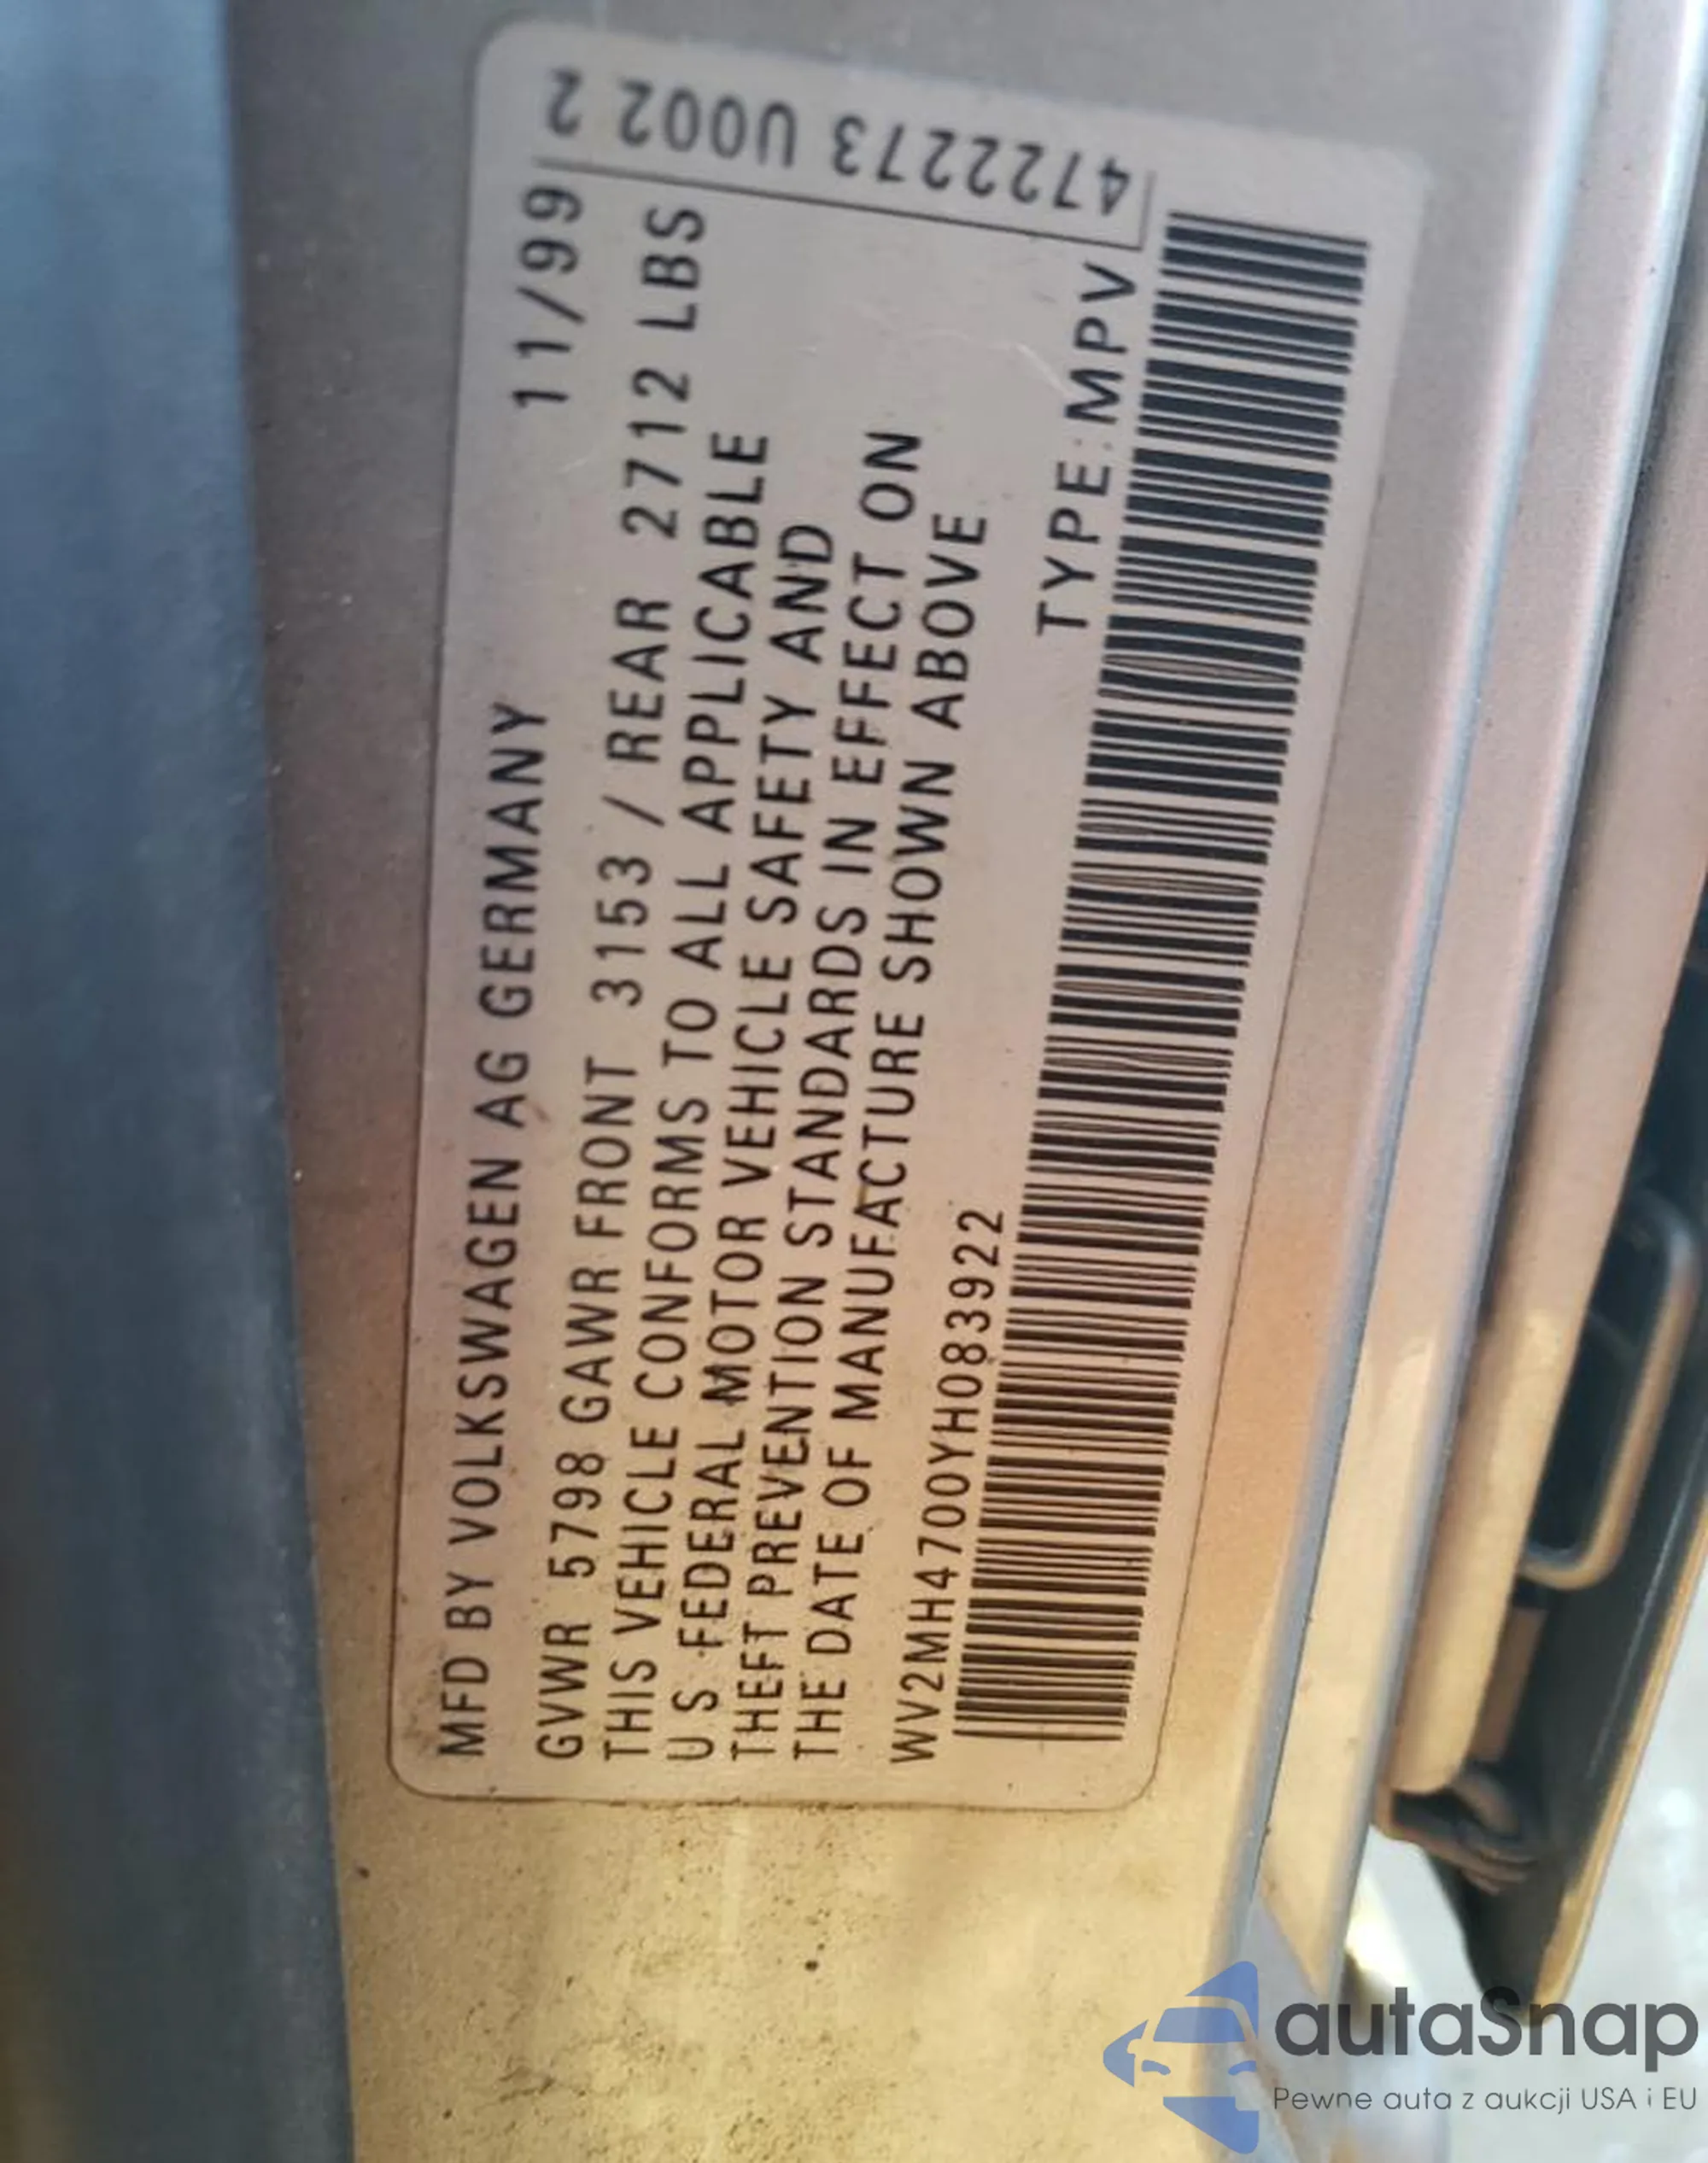 MFD BY VOLKSWAGEN AG GERMANY 11/99
GVWR 5798 GAWR FRONT 3153 / REAR 2712 LBS
THIS VEHICLE CONFORMS TO ALL APPLICABLE
U.S. FEDERAL MOTOR VEHICLE SAFETY AND
THEFT PREVENTION STANDARDS IN EFFECT ON
THE DATE OF MANUFACTURE SHOWN ABOVE
WV2MH4700YH083922 TYPE:MPV
4722273 U002 2
autaSnap
Pewne auta z aukcji USA i EU